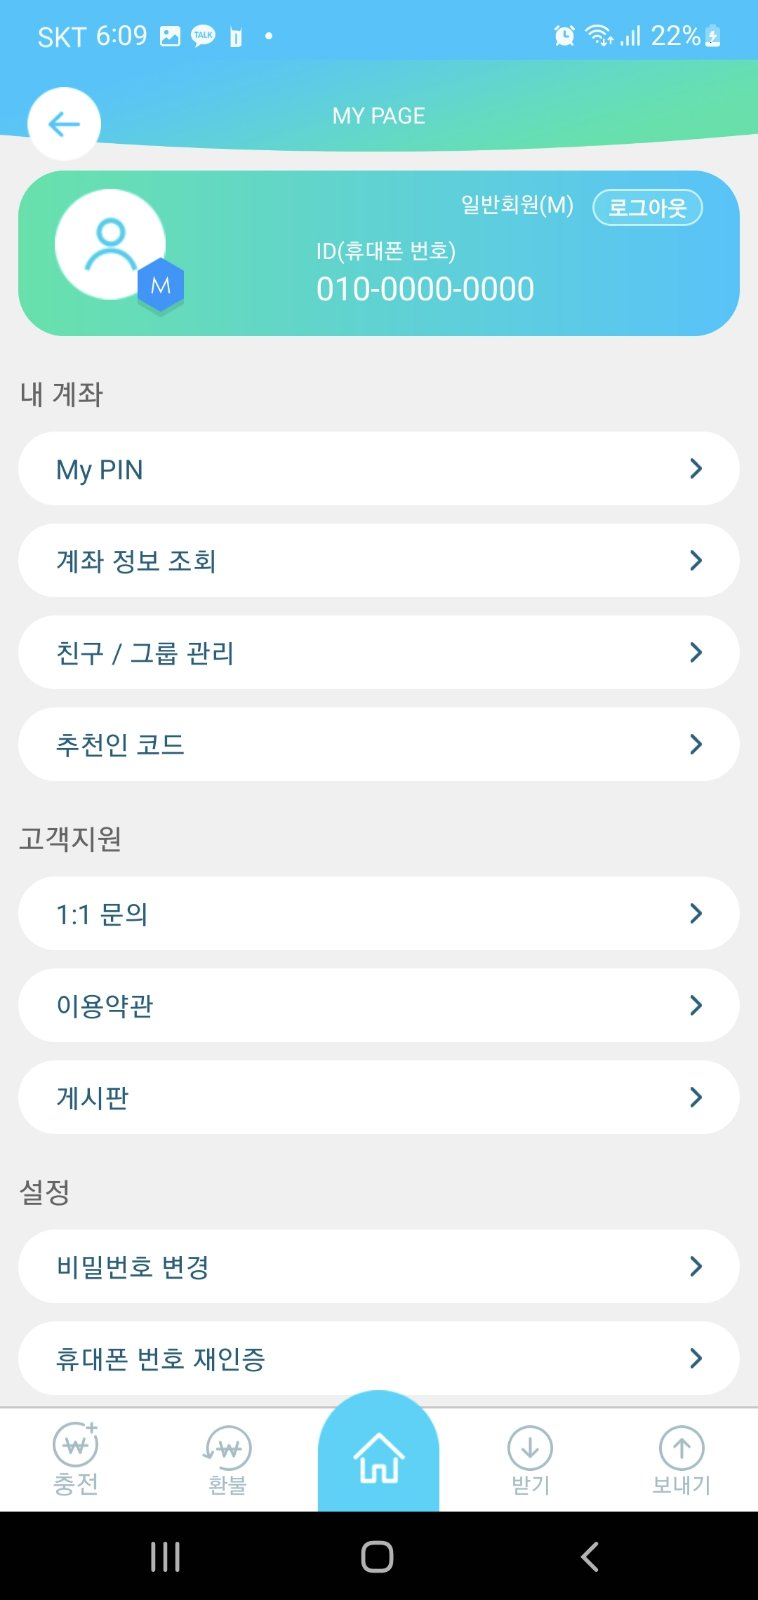 SKT 6:09 TALK 22%
MY PAGE
일반회원(M) 로그아웃
ID(휴대폰 번호)
010-0000-0000
M
내 계좌
My PIN
계좌 정보 조회
친구 / 그룹 관리
추천인 코드
고객지원
1:1 문의
이용약관
게시판
설정
비밀번호 변경
휴대폰 번호 재인증
충전 환불 받기 보내기